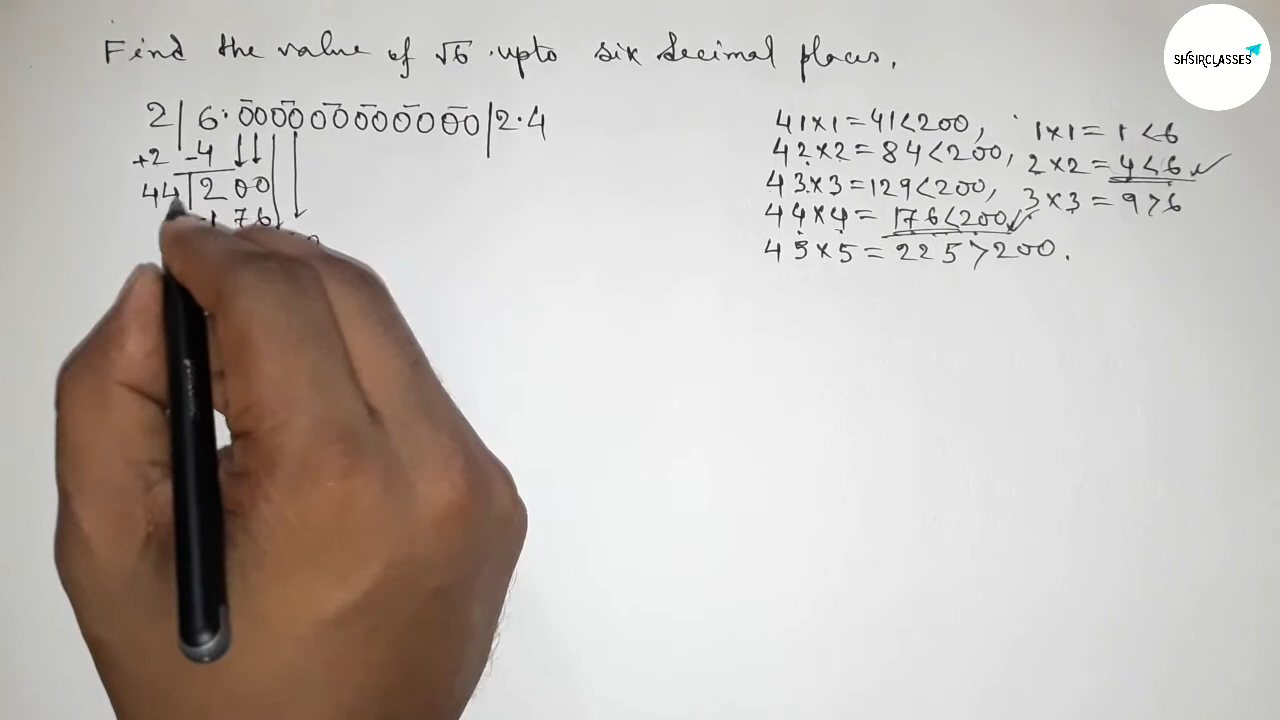 Find the value of √6 upto six decimal places.
SHSIRCLASSES
2 | 6.000000000000 | 2.4
+2 -4
44 | 200
-176
41×1=41<200,
42×2=84<200,
43×3=129<200,
44×4=176<200✓
45×5=225>200.
1×1=1<6
2×2=4<6✓
3×3=9>6